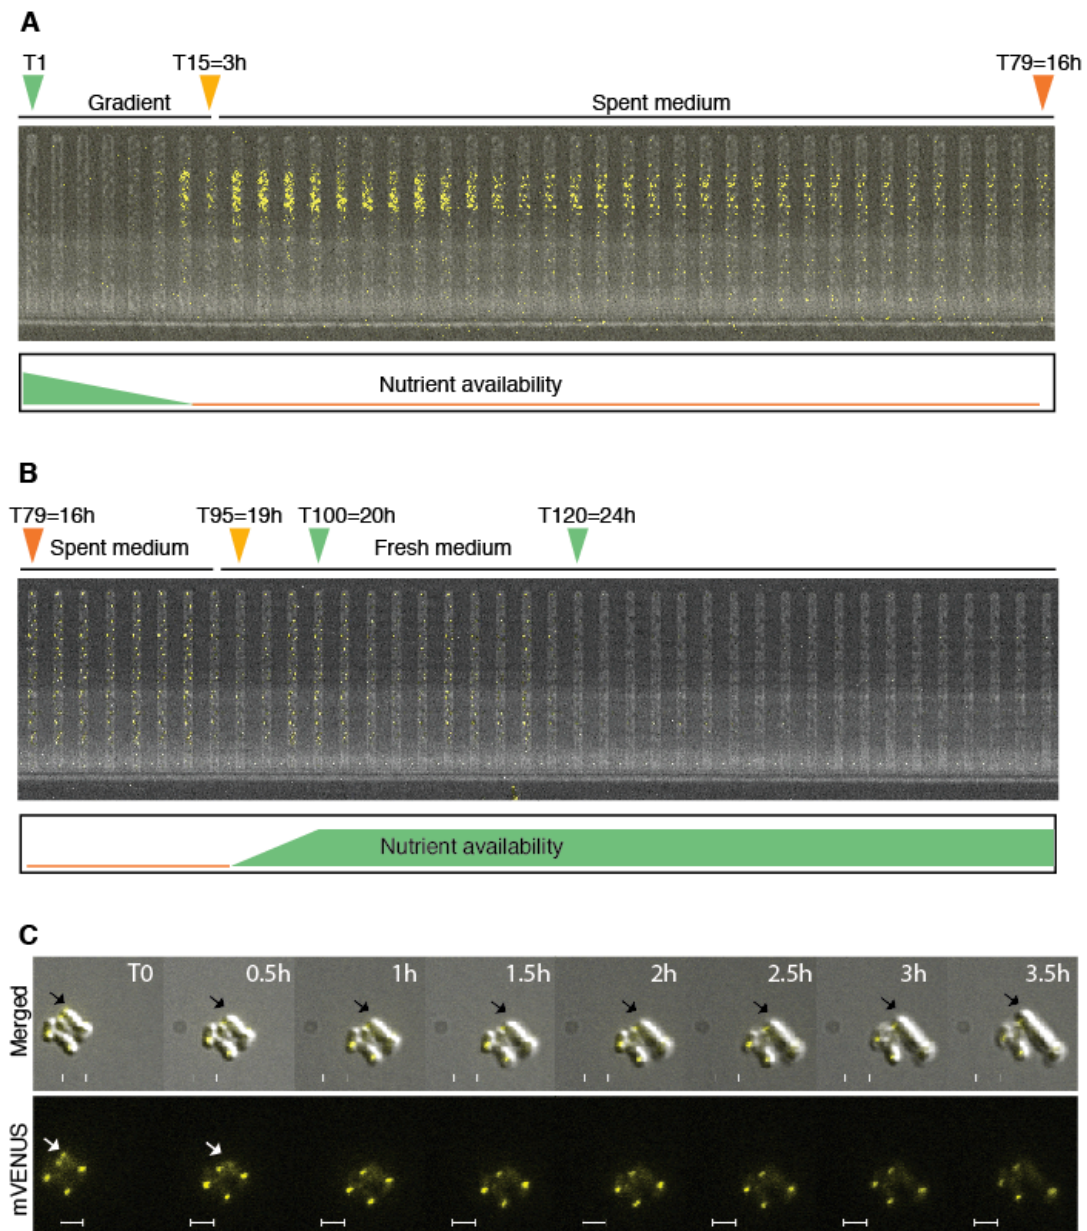 A
T1 T15=3h T79=16h
Gradient Spent medium
Nutrient availability
B
T79=16h T95=19h T100=20h T120=24h
Spent medium Fresh medium
Nutrient availability
C
Merged T0 0.5h 1h 1.5h 2h 2.5h 3h 3.5h
mVENUS